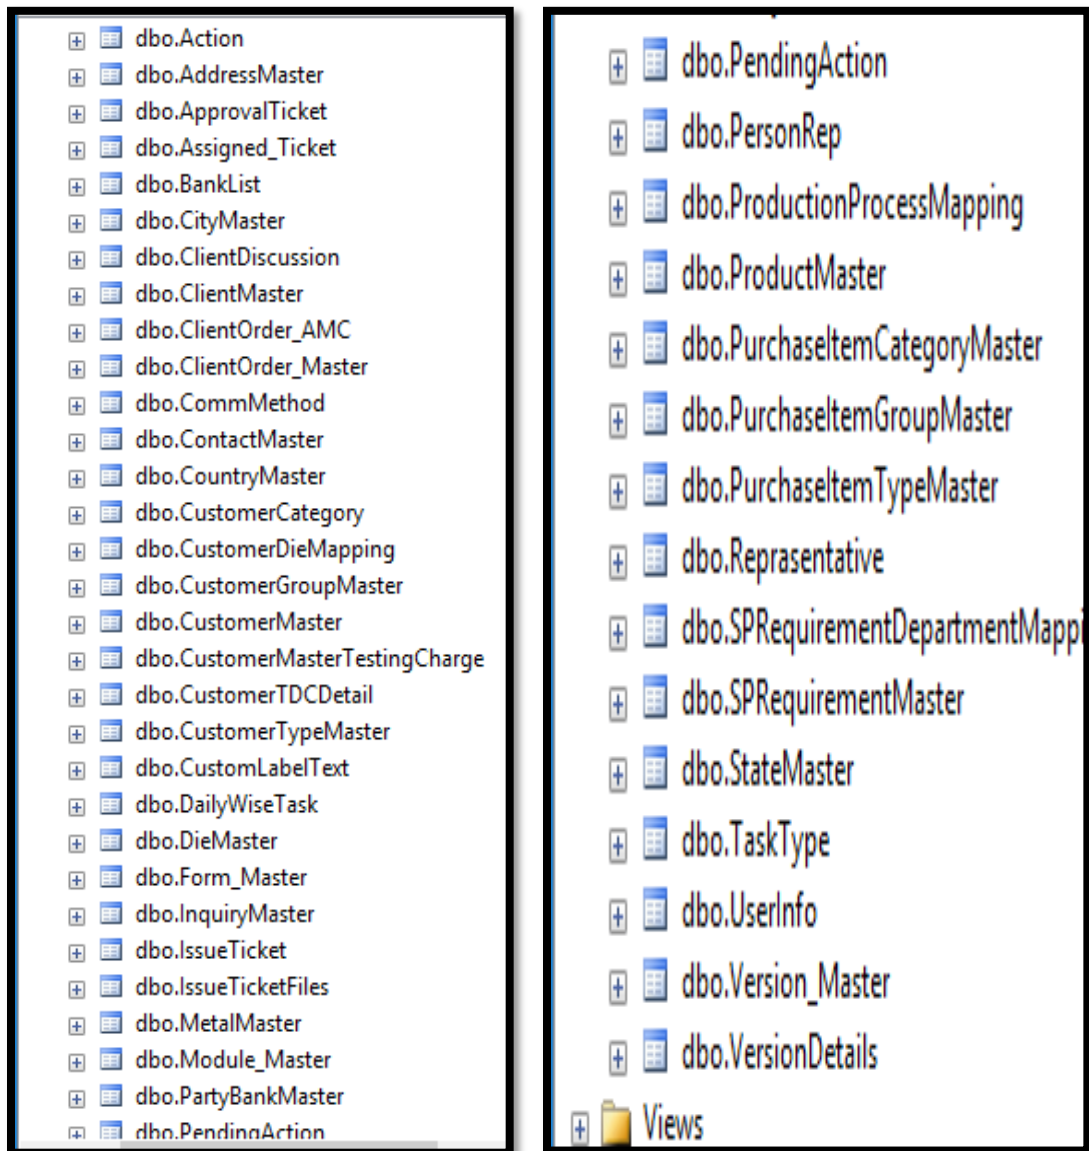 dbo.Action
dbo.AddressMaster
dbo.ApprovalTicket
dbo.Assigned_Ticket
dbo.BankList
dbo.CityMaster
dbo.ClientDiscussion
dbo.ClientMaster
dbo.ClientOrder_AMC
dbo.ClientOrder_Master
dbo.CommMethod
dbo.ContactMaster
dbo.CountryMaster
dbo.CustomerCategory
dbo.CustomerDieMapping
dbo.CustomerGroupMaster
dbo.CustomerMaster
dbo.CustomerMasterTestingCharge
dbo.CustomerTDCDetail
dbo.CustomerTypeMaster
dbo.CustomLabelText
dbo.DailyWiseTask
dbo.DieMaster
dbo.Form_Master
dbo.InquiryMaster
dbo.IssueTicket
dbo.IssueTicketFiles
dbo.MetalMaster
dbo.Module_Master
dbo.PartyBankMaster
dbo.PendingAction
dbo.PendingAction
dbo.PersonRep
dbo.ProductionProcessMapping
dbo.ProductMaster
dbo.PurchaseItemCategoryMaster
dbo.PurchaseItemGroupMaster
dbo.PurchaseItemTypeMaster
dbo.Reprasentative
dbo.SPRequirementDepartmentMappi
dbo.SPRequirementMaster
dbo.StateMaster
dbo.TaskType
dbo.UserInfo
dbo.Version_Master
dbo.VersionDetails
Views